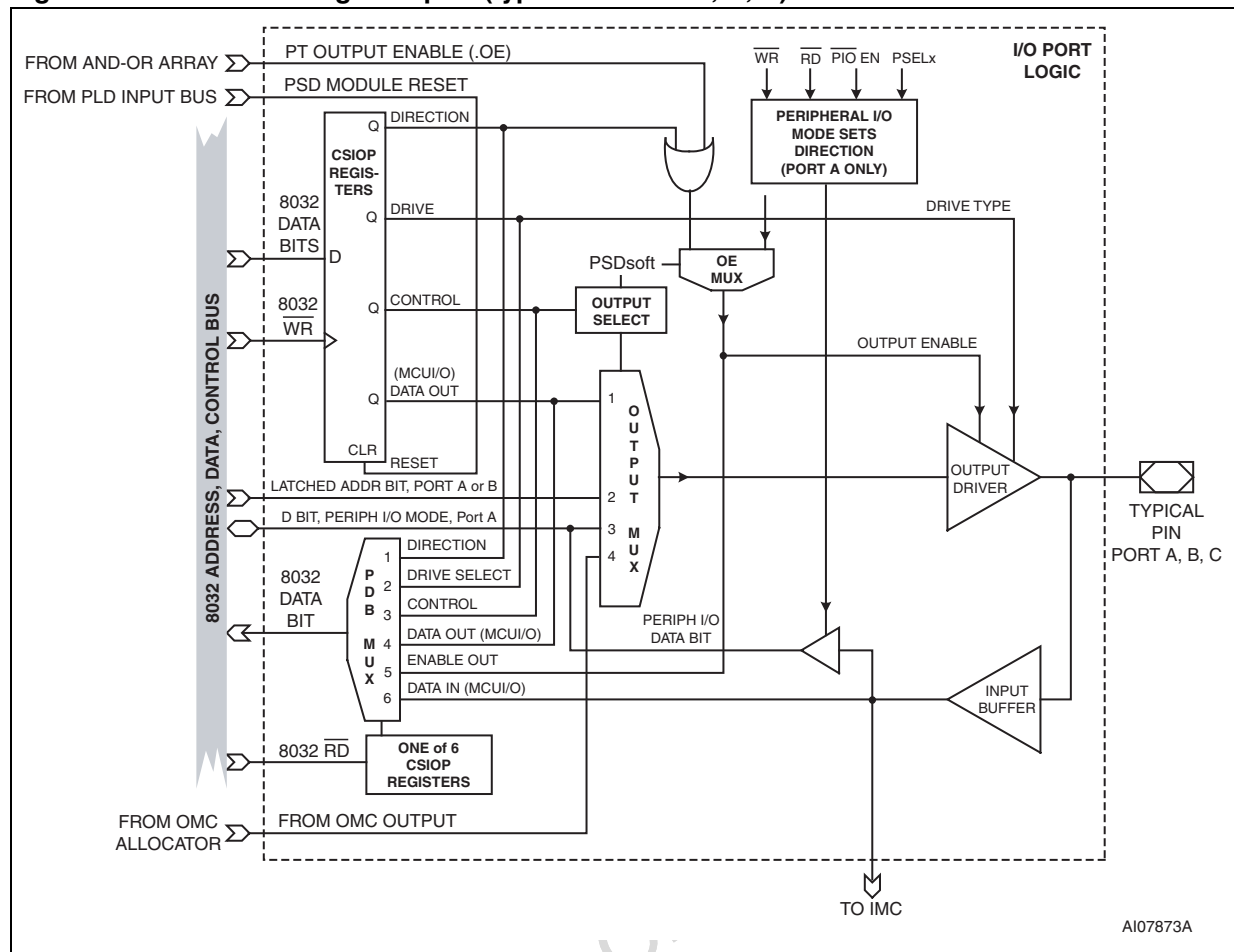 FROM AND-OR ARRAY
PT OUTPUT ENABLE (.OE)
WR RD PIO EN PSELx
I/O PORT
LOGIC
FROM PLD INPUT BUS
PSD MODULE RESET
Q DIRECTION
PERIPHERAL I/O
MODE SETS
DIRECTION
(PORT A ONLY)
CSIOP
REGIS-
TERS
8032
DATA
BITS
D
Q DRIVE
DRIVE TYPE
PSDsoft
OE
MUX
8032
WR
Q CONTROL
OUTPUT
SELECT
OUTPUT ENABLE
(MCUI/O)
Q DATA OUT
1
OUTPUT MUX
8032 ADDRESS, DATA, CONTROL BUS
CLR
RESET
OUTPUT
DRIVER
LATCHED ADDR BIT, PORT A or B
2
D BIT, PERIPH I/O MODE, Port A
3
4
TYPICAL
PIN
PORT A, B, C
PDB MUX
1 DIRECTION
2 DRIVE SELECT
3 CONTROL
4 DATA OUT (MCUI/O)
5 ENABLE OUT
6 DATA IN (MCUI/O)
8032
DATA
BIT
PERIPH I/O
DATA BIT
INPUT
BUFFER
8032 RD
ONE of 6
CSIOP
REGISTERS
FROM OMC
ALLOCATOR
FROM OMC OUTPUT
TO IMC
AI07873A